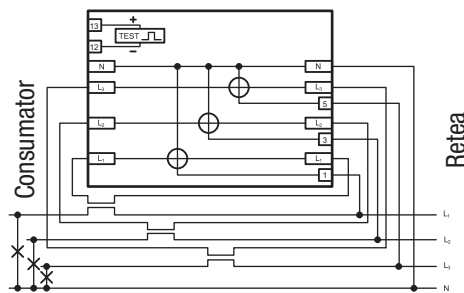 13 +
TEST
12 −
N N
L₃ L₃
5
L₂ L₂
3
L₁ L₁
1
Consumator
Retea
L₁
L₂
L₃
N